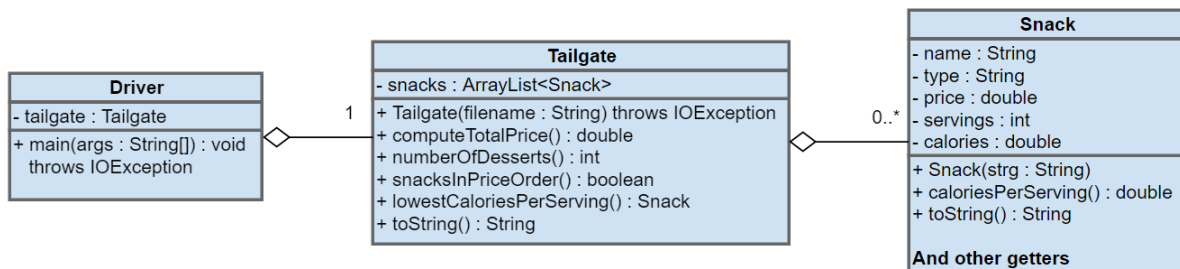 Driver
- tailgate : Tailgate
+ main(args : String[]) : void
throws IOException
1
Tailgate
- snacks : ArrayList<Snack>
+ Tailgate(filename : String) throws IOException
+ computeTotalPrice() : double
+ numberOfDesserts() : int
+ snacksInPriceOrder() : boolean
+ lowestCaloriesPerServing() : Snack
+ toString() : String
0..*
Snack
- name : String
- type : String
- price : double
- servings : int
- calories : double
+ Snack(strg : String)
+ caloriesPerServing() : double
+ toString() : String
And other getters